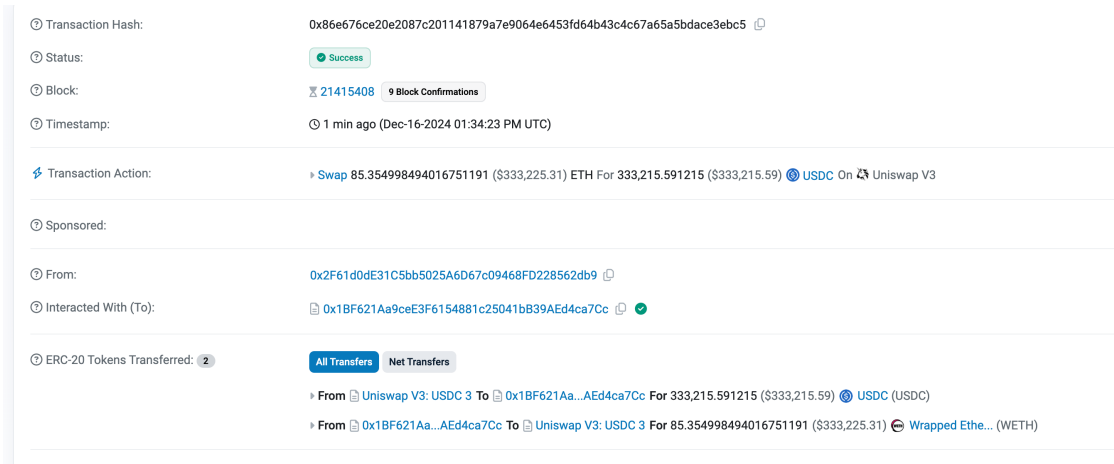 Transaction Hash: 0x86e676ce20e2087c201141879a7e9064e6453fd64b43c4c67a65a5bdace3ebc5
Status: Success
Block: 21415408 9 Block Confirmations
Timestamp: 1 min ago (Dec-16-2024 01:34:23 PM UTC)
Transaction Action: Swap 85.354998494016751191 ($333,225.31) ETH For 333,215.591215 ($333,215.59) USDC On Uniswap V3
Sponsored:
From: 0x2F61d0dE31C5bb5025A6D67c09468FD228562db9
Interacted With (To): 0x1BF621Aa9ceE3F6154881c25041bB39AEd4ca7Cc
ERC-20 Tokens Transferred: 2 All Transfers Net Transfers
From Uniswap V3: USDC 3 To 0x1BF621Aa...AEd4ca7Cc For 333,215.591215 ($333,215.59) USDC (USDC)
From 0x1BF621Aa...AEd4ca7Cc To Uniswap V3: USDC 3 For 85.354998494016751191 ($333,225.31) Wrapped Ethe... (WETH)